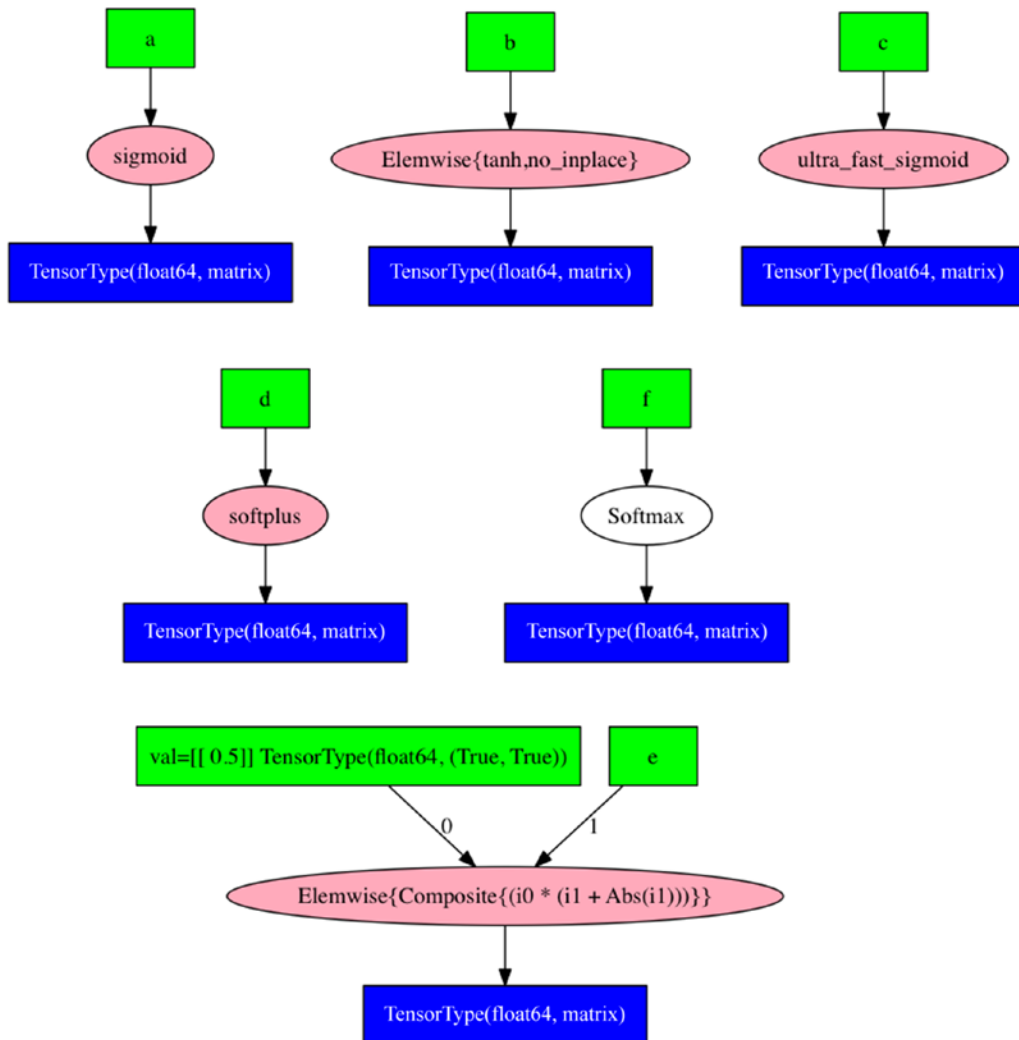 a
b
c
sigmoid
Elemwise{tanh,no_inplace}
ultra_fast_sigmoid
TensorType(float64, matrix)
TensorType(float64, matrix)
TensorType(float64, matrix)
d
f
softplus
Softmax
TensorType(float64, matrix)
TensorType(float64, matrix)
val=[[ 0.5]] TensorType(float64, (True, True))
e
0
1
Elemwise{Composite{(i0 * (i1 + Abs(i1)))}}
TensorType(float64, matrix)